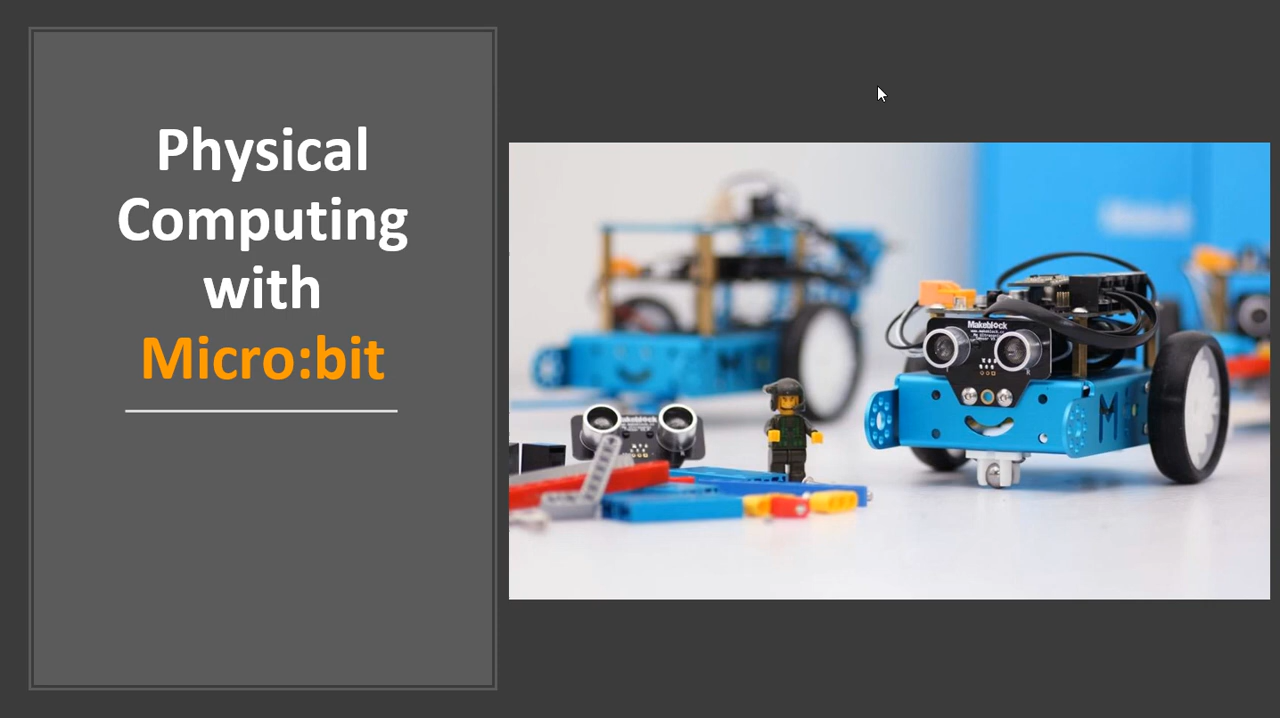 Physical
Computing
with
Micro:bit
Makeblock